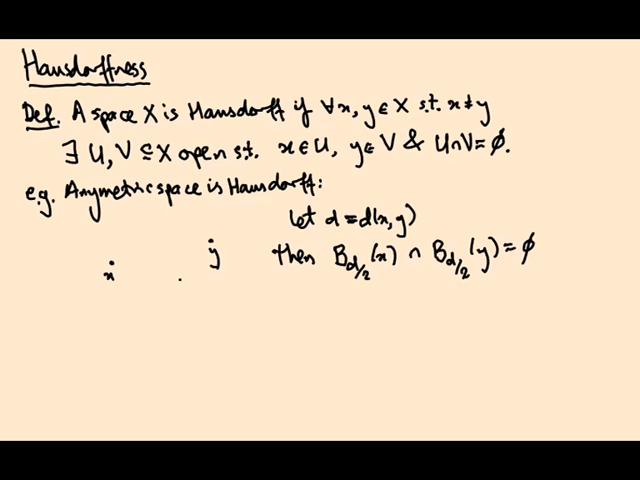 Hausdorffness
Def. A space X is Hausdorff if ∀x, y ∈ X s.t. x ≠ y
∃ U, V ⊆ X open s.t. x ∈ U, y ∈ V & U ∩ V = ∅.
e.g. Any metric space is Hausdorff:
let d = d(x, y)
then B_{d/2}(x) ∩ B_{d/2}(y) = ∅
x
y